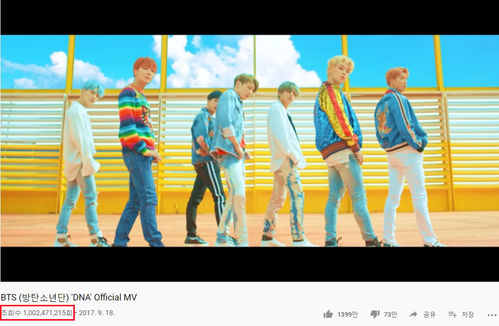 BTS (방탄소년단) 'DNA' Official MV
조회수 1,002,471,215회 • 2017. 9. 18.
1399만 73만 공유 저장